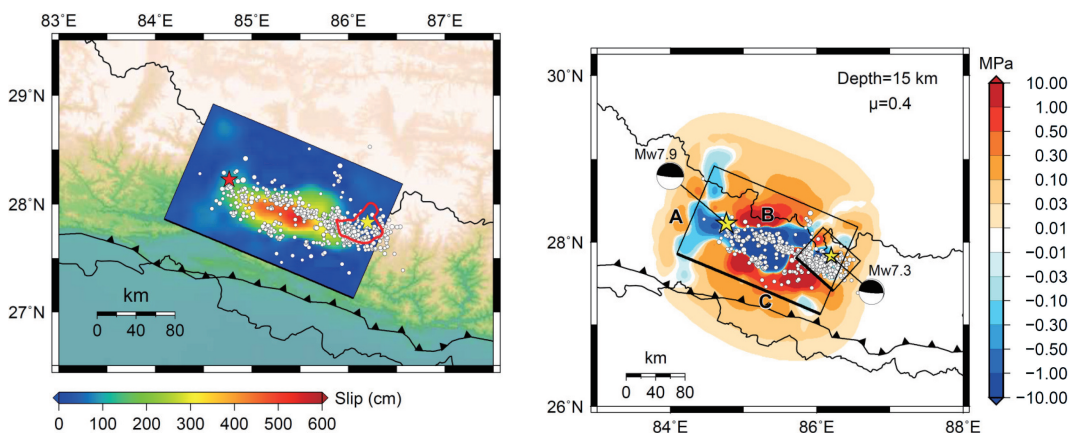 83°E 84°E 85°E 86°E 87°E
29°N
28°N
27°N
km
0 40 80
Slip (cm)
0 100 200 300 400 500 600
30°N
28°N
26°N
84°E 86°E 88°E
Depth=15 km
μ=0.4
Mw7.9
A
B
C
Mw7.3
km
0 40 80
MPa
10.00
1.00
0.50
0.30
0.10
0.03
0.01
−0.01
−0.03
−0.10
−0.30
−0.50
−1.00
−10.00